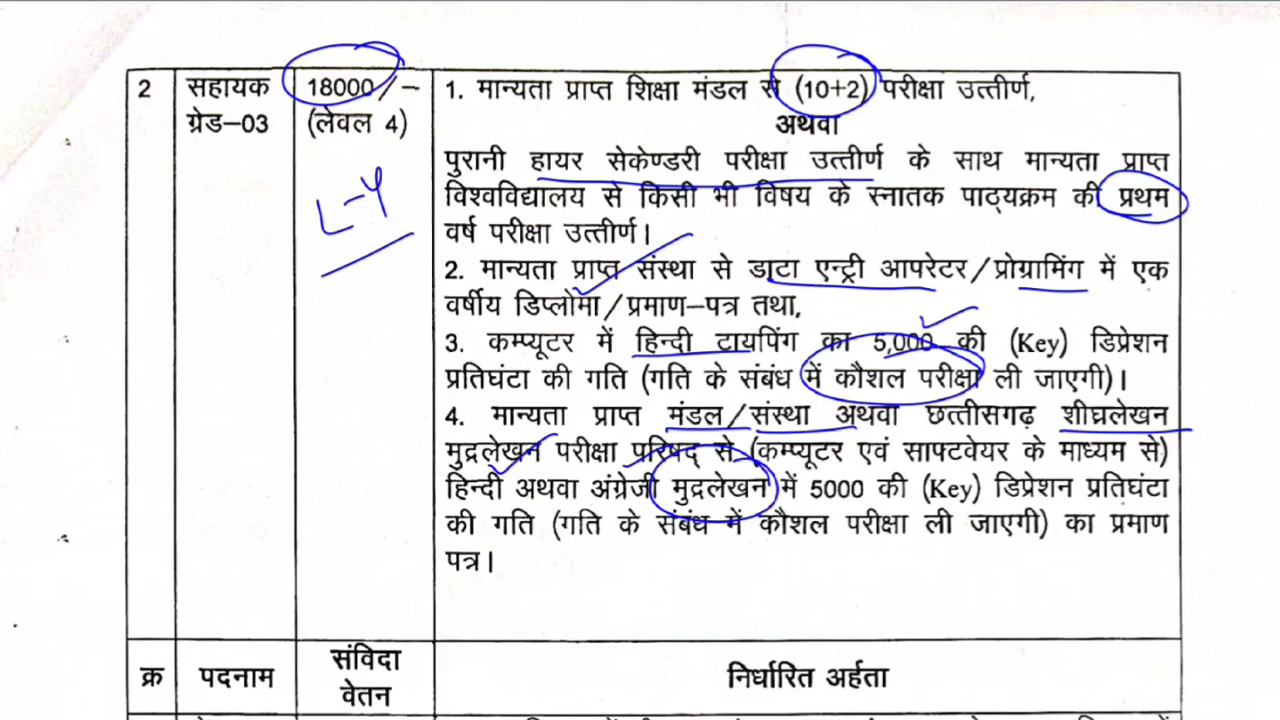 2 सहायक 18000/– 1. मान्यता प्राप्त शिक्षा मंडल से (10+2) परीक्षा उत्तीर्ण,
ग्रेड–03 (लेवल 4) अथवा
L-4
पुरानी हायर सेकेण्डरी परीक्षा उत्तीर्ण के साथ मान्यता प्राप्त
विश्वविद्यालय से किसी भी विषय के स्नातक पाठ्यक्रम की प्रथम
वर्ष परीक्षा उत्तीर्ण।
2. मान्यता प्राप्त संस्था से डाटा एन्ट्री आपरेटर/प्रोग्रामिंग में एक
वर्षीय डिप्लोमा/प्रमाण–पत्र तथा,
3. कम्प्यूटर में हिन्दी टायपिंग का 5,000 की (Key) डिप्रेशन
प्रतिघंटा की गति (गति के संबंध में कौशल परीक्षा ली जाएगी)।
4. मान्यता प्राप्त मंडल/संस्था अथवा छत्तीसगढ़ शीघ्रलेखन
मुद्रलेखन परीक्षा परिषद् से (कम्प्यूटर एवं साफ्टवेयर के माध्यम से)
हिन्दी अथवा अंग्रेजी मुद्रलेखन में 5000 की (Key) डिप्रेशन प्रतिघंटा
की गति (गति के संबंध में कौशल परीक्षा ली जाएगी) का प्रमाण
पत्र।
क्र पदनाम संविदा वेतन निर्धारित अर्हता